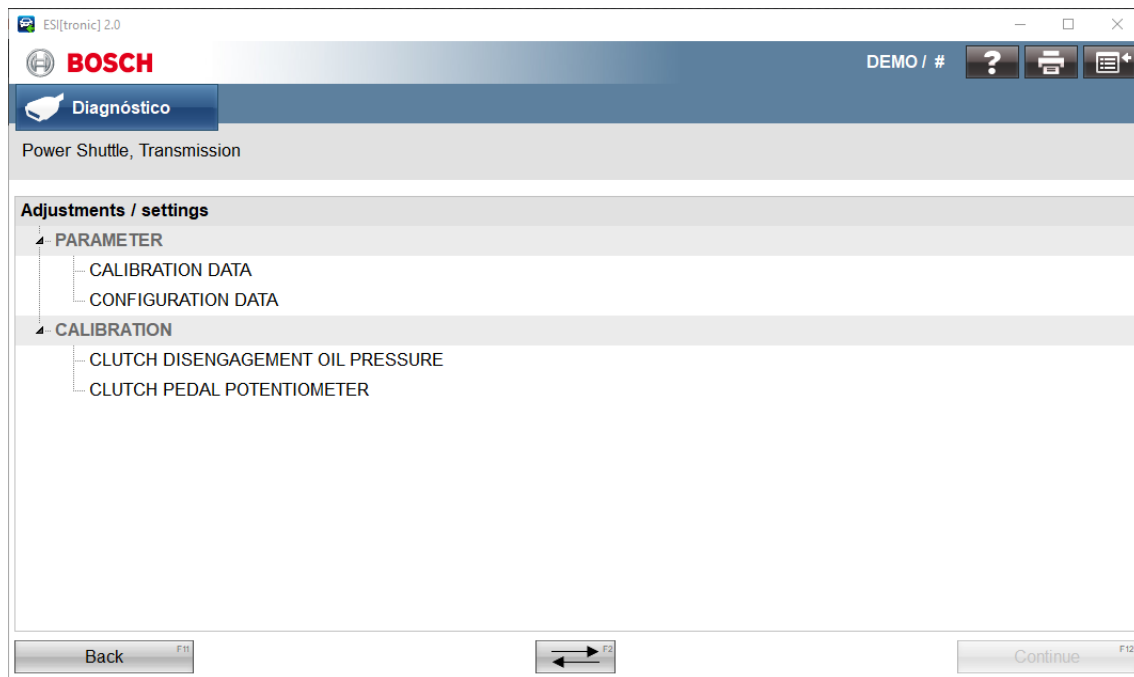 ESI[tronic] 2.0
BOSCH
DEMO / #
?
Diagnóstico
Power Shuttle, Transmission
Adjustments / settings
PARAMETER
CALIBRATION DATA
CONFIGURATION DATA
CALIBRATION
CLUTCH DISENGAGEMENT OIL PRESSURE
CLUTCH PEDAL POTENTIOMETER
Back F11
F2
Continue F12